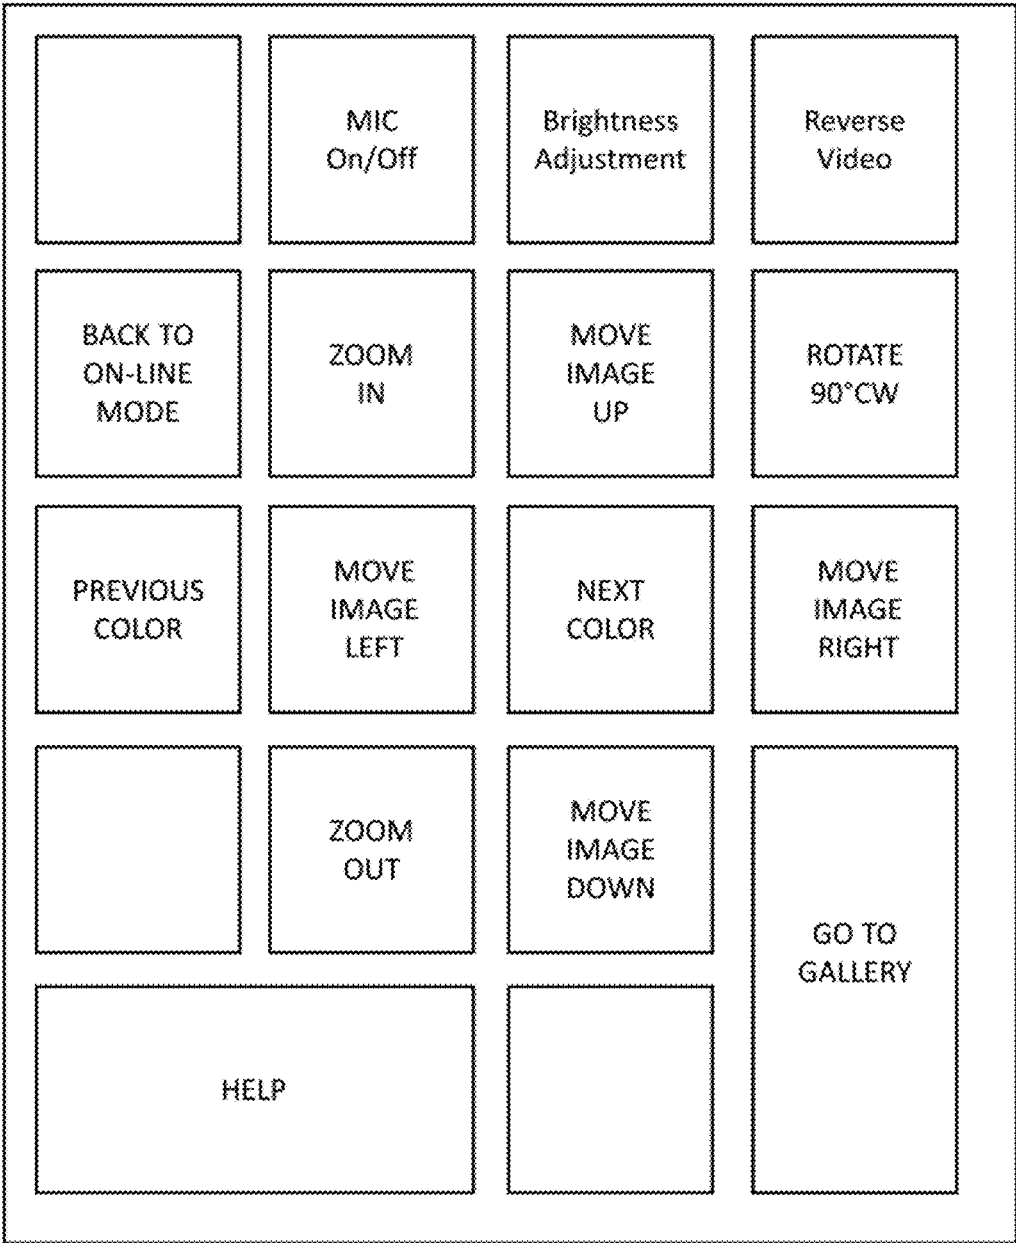 MIC
On/Off
Brightness
Adjustment
Reverse
Video
BACK TO
ON-LINE
MODE
ZOOM
IN
MOVE
IMAGE
UP
ROTATE
90°CW
PREVIOUS
COLOR
MOVE
IMAGE
LEFT
NEXT
COLOR
MOVE
IMAGE
RIGHT
ZOOM
OUT
MOVE
IMAGE
DOWN
GO TO
GALLERY
HELP